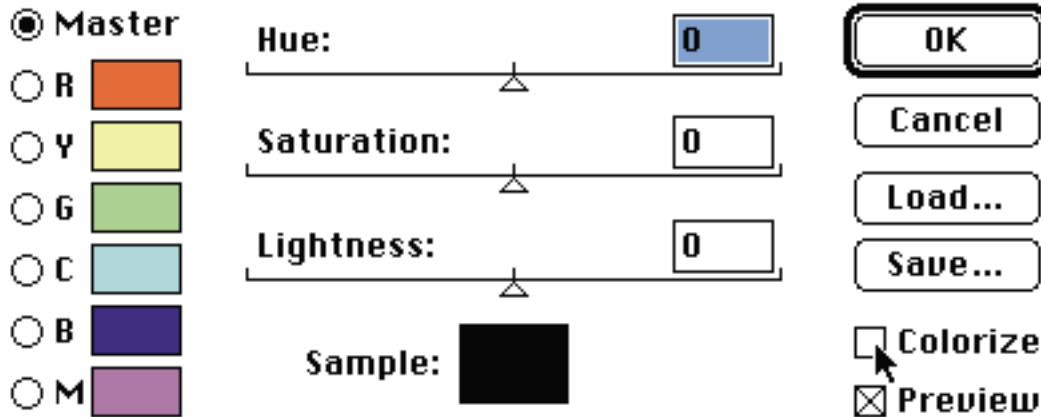 Master
R
Y
G
C
B
M
Hue:
0
Saturation:
0
Lightness:
0
Sample:
OK
Cancel
Load...
Save...
Colorize
Preview